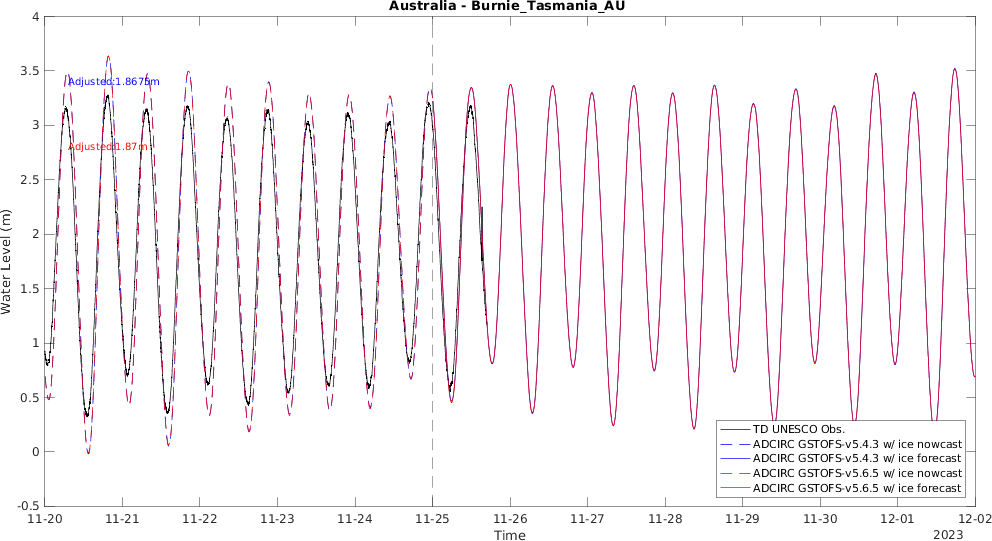 Australia - Burnie_Tasmania_AU
4
3.5
3
2.5
2
1.5
1
0.5
0
-0.5
Water Level (m)
Adjusted:1.8675m
Adjusted:1.87m
TD UNESCO Obs.
ADCIRC GSTOFS-v5.4.3 w/ ice nowcast
ADCIRC GSTOFS-v5.4.3 w/ ice forecast
ADCIRC GSTOFS-v5.6.5 w/ ice nowcast
ADCIRC GSTOFS-v5.6.5 w/ ice forecast
11-20 11-21 11-22 11-23 11-24 11-25 11-26 11-27 11-28 11-29 11-30 12-01 12-02
Time
2023